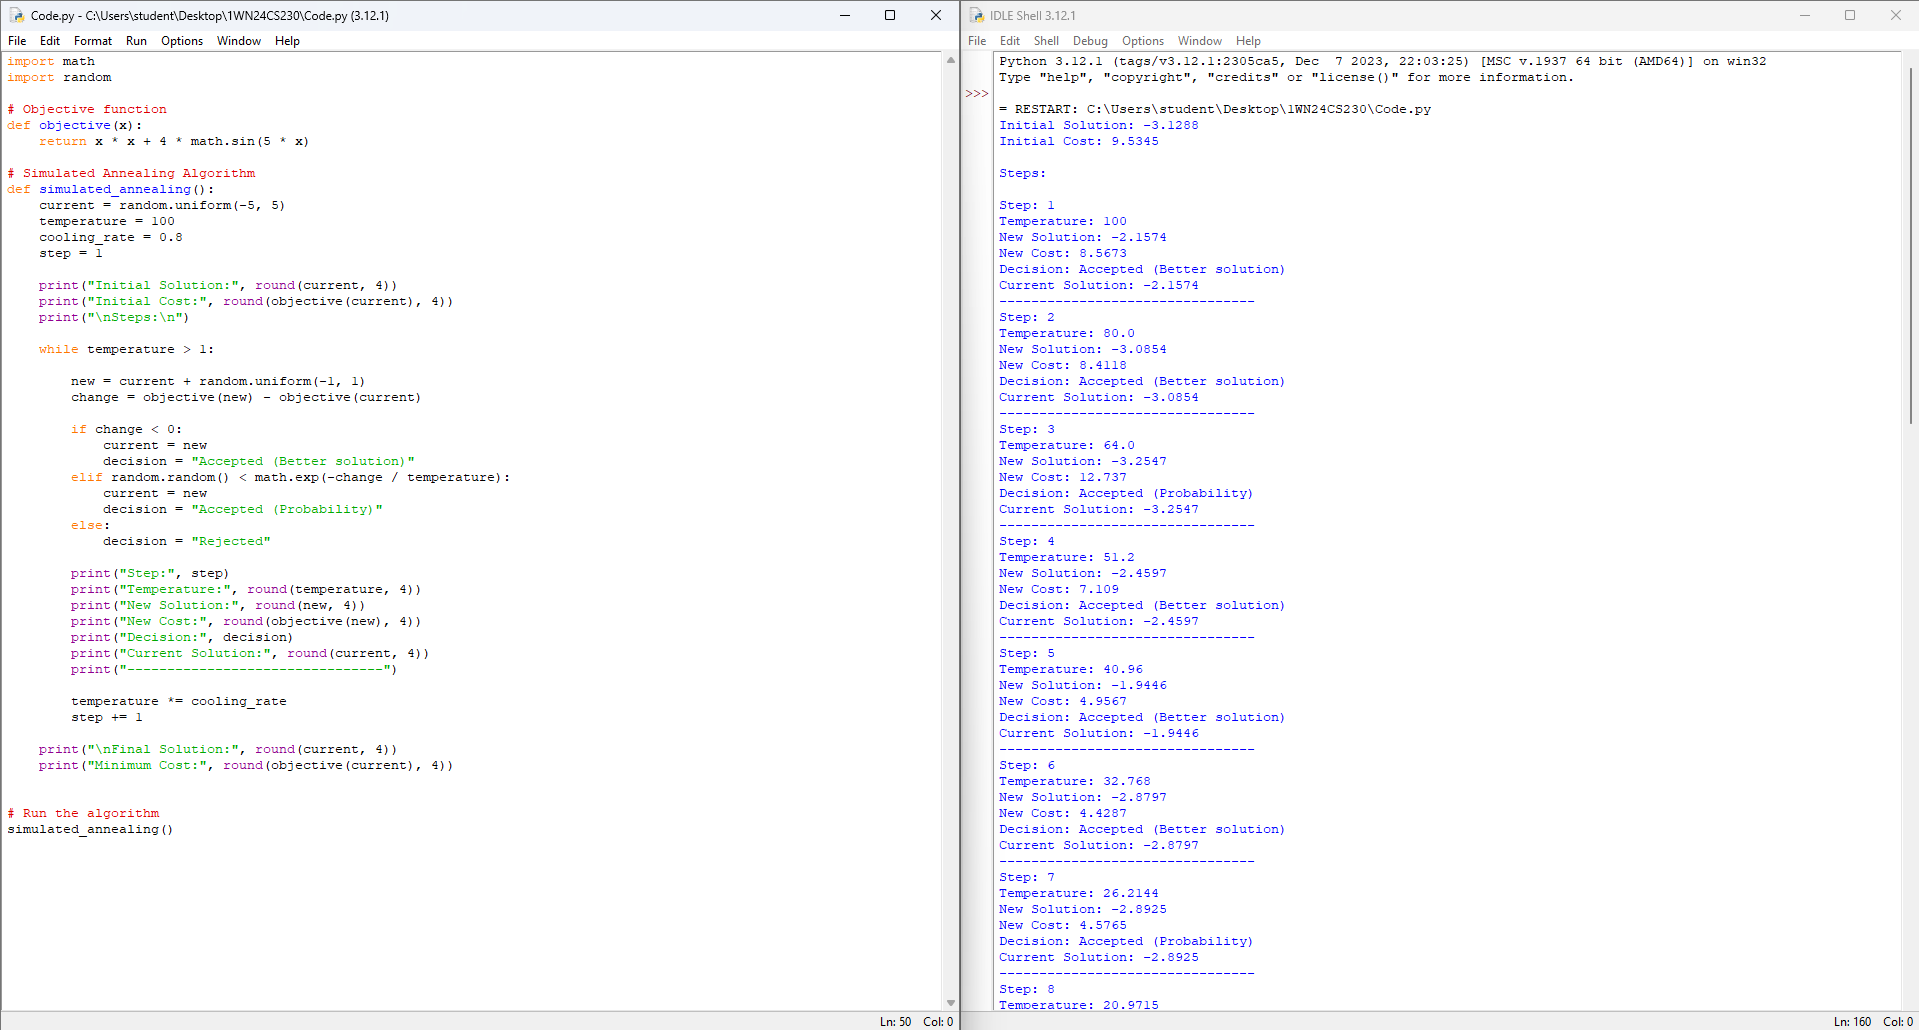 Code.py - C:\Users\student\Desktop\1WN24CS230\Code.py (3.12.1)
File Edit Format Run Options Window Help
import math
import random

# Objective function
def objective(x):
    return x * x + 4 * math.sin(5 * x)

# Simulated Annealing Algorithm
def simulated_annealing():
    current = random.uniform(-5, 5)
    temperature = 100
    cooling_rate = 0.8
    step = 1

    print("Initial Solution:", round(current, 4))
    print("Initial Cost:", round(objective(current), 4))
    print("\nSteps:\n")

    while temperature > 1:

        new = current + random.uniform(-1, 1)
        change = objective(new) - objective(current)

        if change < 0:
            current = new
            decision = "Accepted (Better solution)"
        elif random.random() < math.exp(-change / temperature):
            current = new
            decision = "Accepted (Probability)"
        else:
            decision = "Rejected"

        print("Step:", step)
        print("Temperature:", round(temperature, 4))
        print("New Solution:", round(new, 4))
        print("New Cost:", round(objective(new), 4))
        print("Decision:", decision)
        print("Current Solution:", round(current, 4))
        print("--------------------------------")

        temperature *= cooling_rate
        step += 1

    print("\nFinal Solution:", round(current, 4))
    print("Minimum Cost:", round(objective(current), 4))


# Run the algorithm
simulated_annealing()
Ln: 50 Col: 0
IDLE Shell 3.12.1
File Edit Shell Debug Options Window Help
Python 3.12.1 (tags/v3.12.1:2305ca5, Dec  7 2023, 22:03:25) [MSC v.1937 64 bit (AMD64)] on win32
Type "help", "copyright", "credits" or "license()" for more information.
>>>
= RESTART: C:\Users\student\Desktop\1WN24CS230\Code.py
Initial Solution: -3.1288
Initial Cost: 9.5345

Steps:

Step: 1
Temperature: 100
New Solution: -2.1574
New Cost: 8.5673
Decision: Accepted (Better solution)
Current Solution: -2.1574
--------------------------------
Step: 2
Temperature: 80.0
New Solution: -3.0854
New Cost: 8.4118
Decision: Accepted (Better solution)
Current Solution: -3.0854
--------------------------------
Step: 3
Temperature: 64.0
New Solution: -3.2547
New Cost: 12.737
Decision: Accepted (Probability)
Current Solution: -3.2547
--------------------------------
Step: 4
Temperature: 51.2
New Solution: -2.4597
New Cost: 7.109
Decision: Accepted (Better solution)
Current Solution: -2.4597
--------------------------------
Step: 5
Temperature: 40.96
New Solution: -1.9446
New Cost: 4.9567
Decision: Accepted (Better solution)
Current Solution: -1.9446
--------------------------------
Step: 6
Temperature: 32.768
New Solution: -2.8797
New Cost: 4.4287
Decision: Accepted (Better solution)
Current Solution: -2.8797
--------------------------------
Step: 7
Temperature: 26.2144
New Solution: -2.8925
New Cost: 4.5765
Decision: Accepted (Probability)
Current Solution: -2.8925
--------------------------------
Step: 8
Temperature: 20.9715
Ln: 160 Col: 0